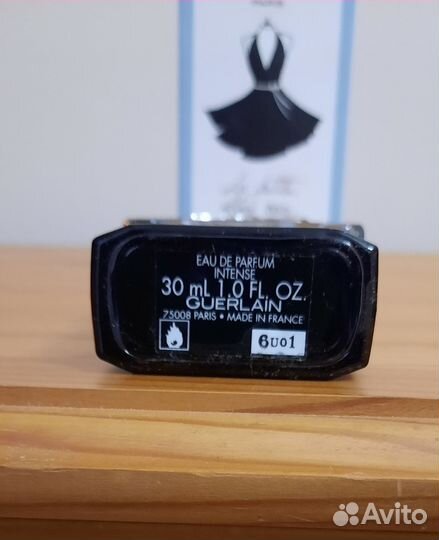 EAU DE PARFUM
INTENSE
30 ml 1.0 FL. OZ.
GUERLAIN
75008 PARIS • MADE IN FRANCE
6U01
Avito